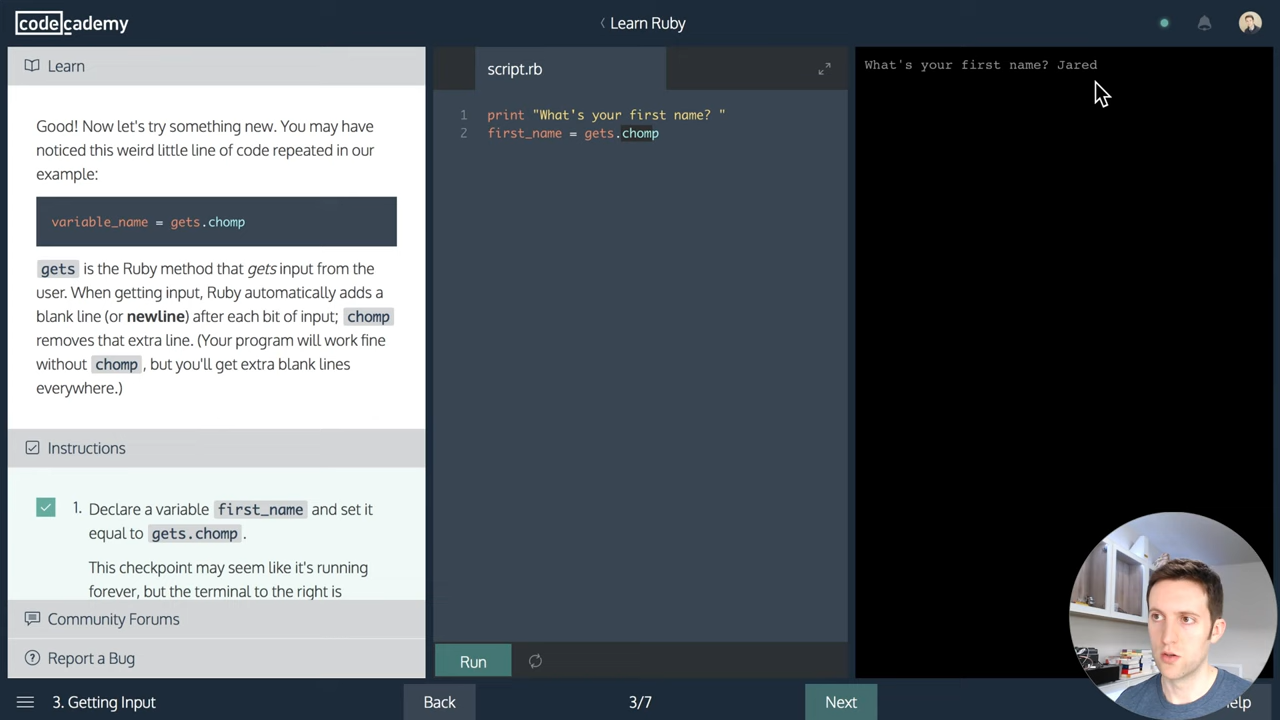 codecademy
Learn Ruby
Learn
script.rb
What's your first name? Jared
Good! Now let's try something new. You may have
noticed this weird little line of code repeated in our
example:
variable_name = gets.chomp
gets is the Ruby method that gets input from the
user. When getting input, Ruby automatically adds a
blank line (or newline) after each bit of input; chomp
removes that extra line. (Your program will work fine
without chomp, but you'll get extra blank lines
everywhere.)
1 print "What's your first name? "
2 first_name = gets.chomp
Instructions
1. Declare a variable first_name and set it
equal to gets.chomp.
This checkpoint may seem like it's running
forever, but the terminal to the right is
Community Forums
Report a Bug
Run
3. Getting Input
Back
3/7
Next